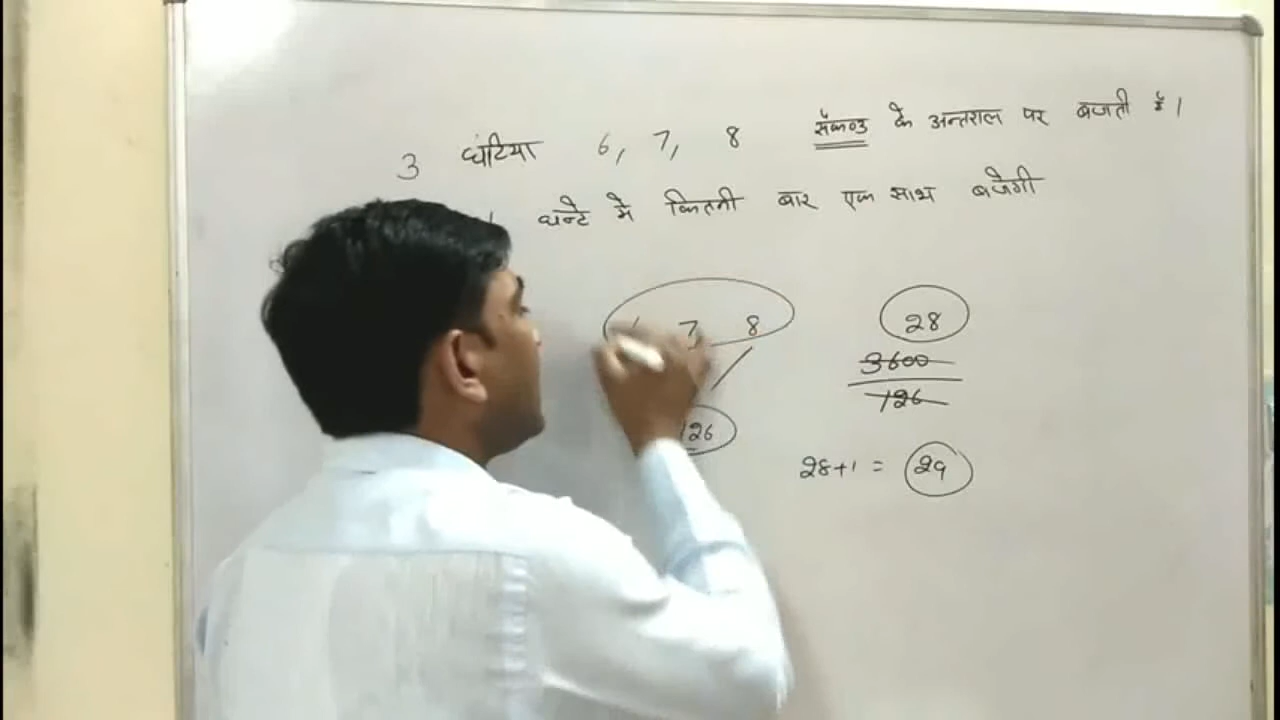 3 घंटिया 6, 7, 8 सेकण्ड के अन्तराल पर बजती है।
घन्टे मे कितनी बार एक साथ बजेगी
7 8
126
28
3600
126
28+1 = 29